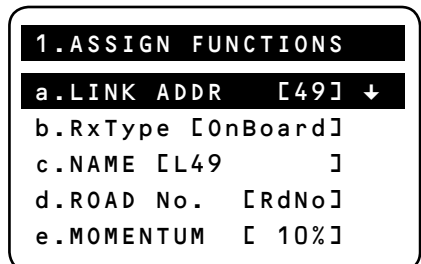 1.ASSIGN FUNCTIONS
a.LINK ADDR [49] ↓
b.RxType [OnBoard]
c.NAME [L49 ]
d.ROAD No. [RdNo]
e.MOMENTUM [ 10%]